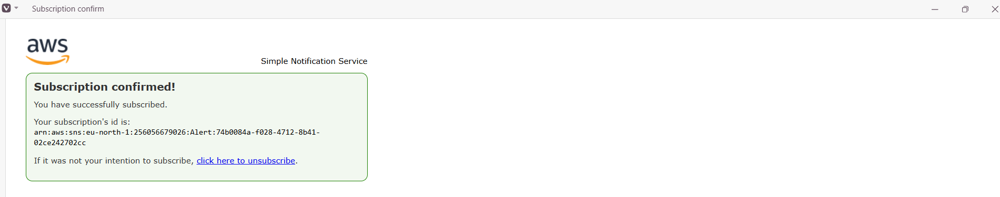 Subscription confirm
aws
Simple Notification Service
Subscription confirmed!
You have successfully subscribed.
Your subscription's id is:
arn:aws:sns:eu-north-1:256056679026:Alert:74b0084a-f028-4712-8b41-
02ce242702cc
If it was not your intention to subscribe, click here to unsubscribe.